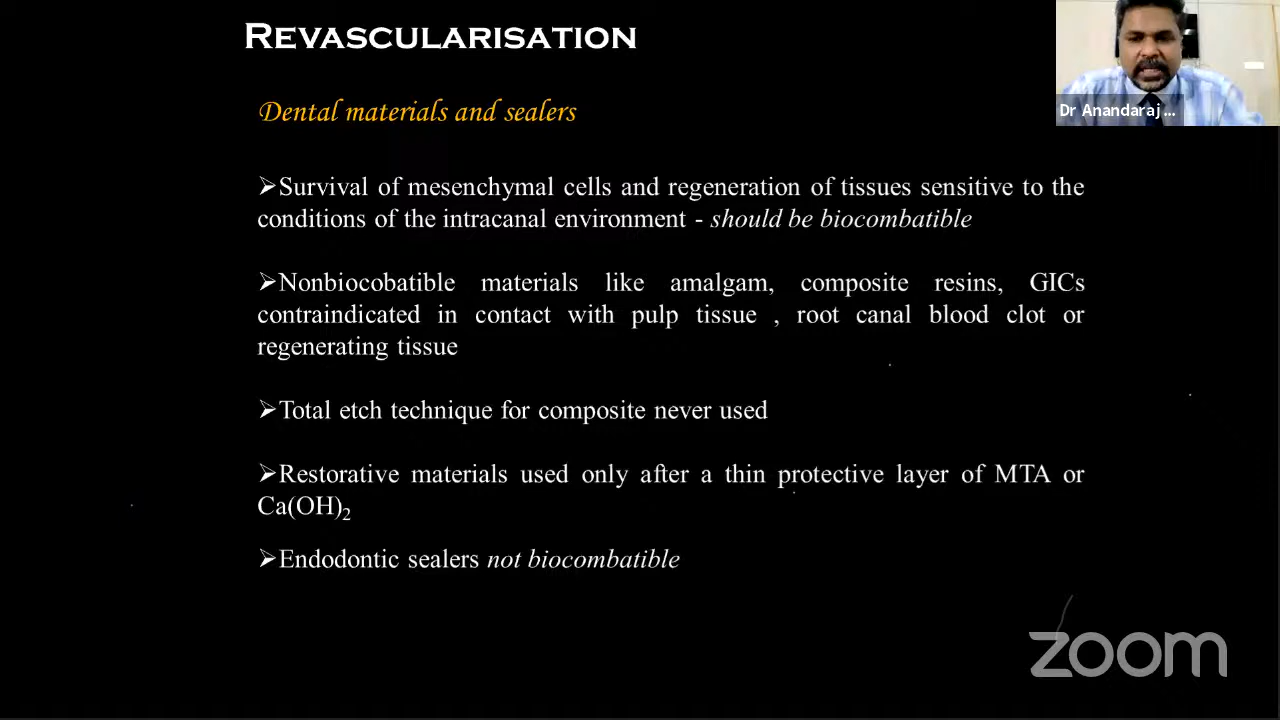 REVASCULARISATION
Dental materials and sealers
➢Survival of mesenchymal cells and regeneration of tissues sensitive to the
conditions of the intracanal environment - should be biocombatible
➢Nonbiocobatible materials like amalgam, composite resins, GICs
contraindicated in contact with pulp tissue , root canal blood clot or
regenerating tissue
➢Total etch technique for composite never used
➢Restorative materials used only after a thin protective layer of MTA or
Ca(OH)₂
➢Endodontic sealers not biocombatible
Dr Anandaraj ...
zoom